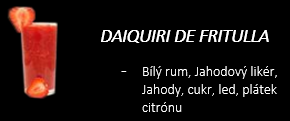 DAIQUIRI DE FRITULLA
- Bílý rum, Jahodový likér,
Jahody, cukr, led, plátek
citrónu